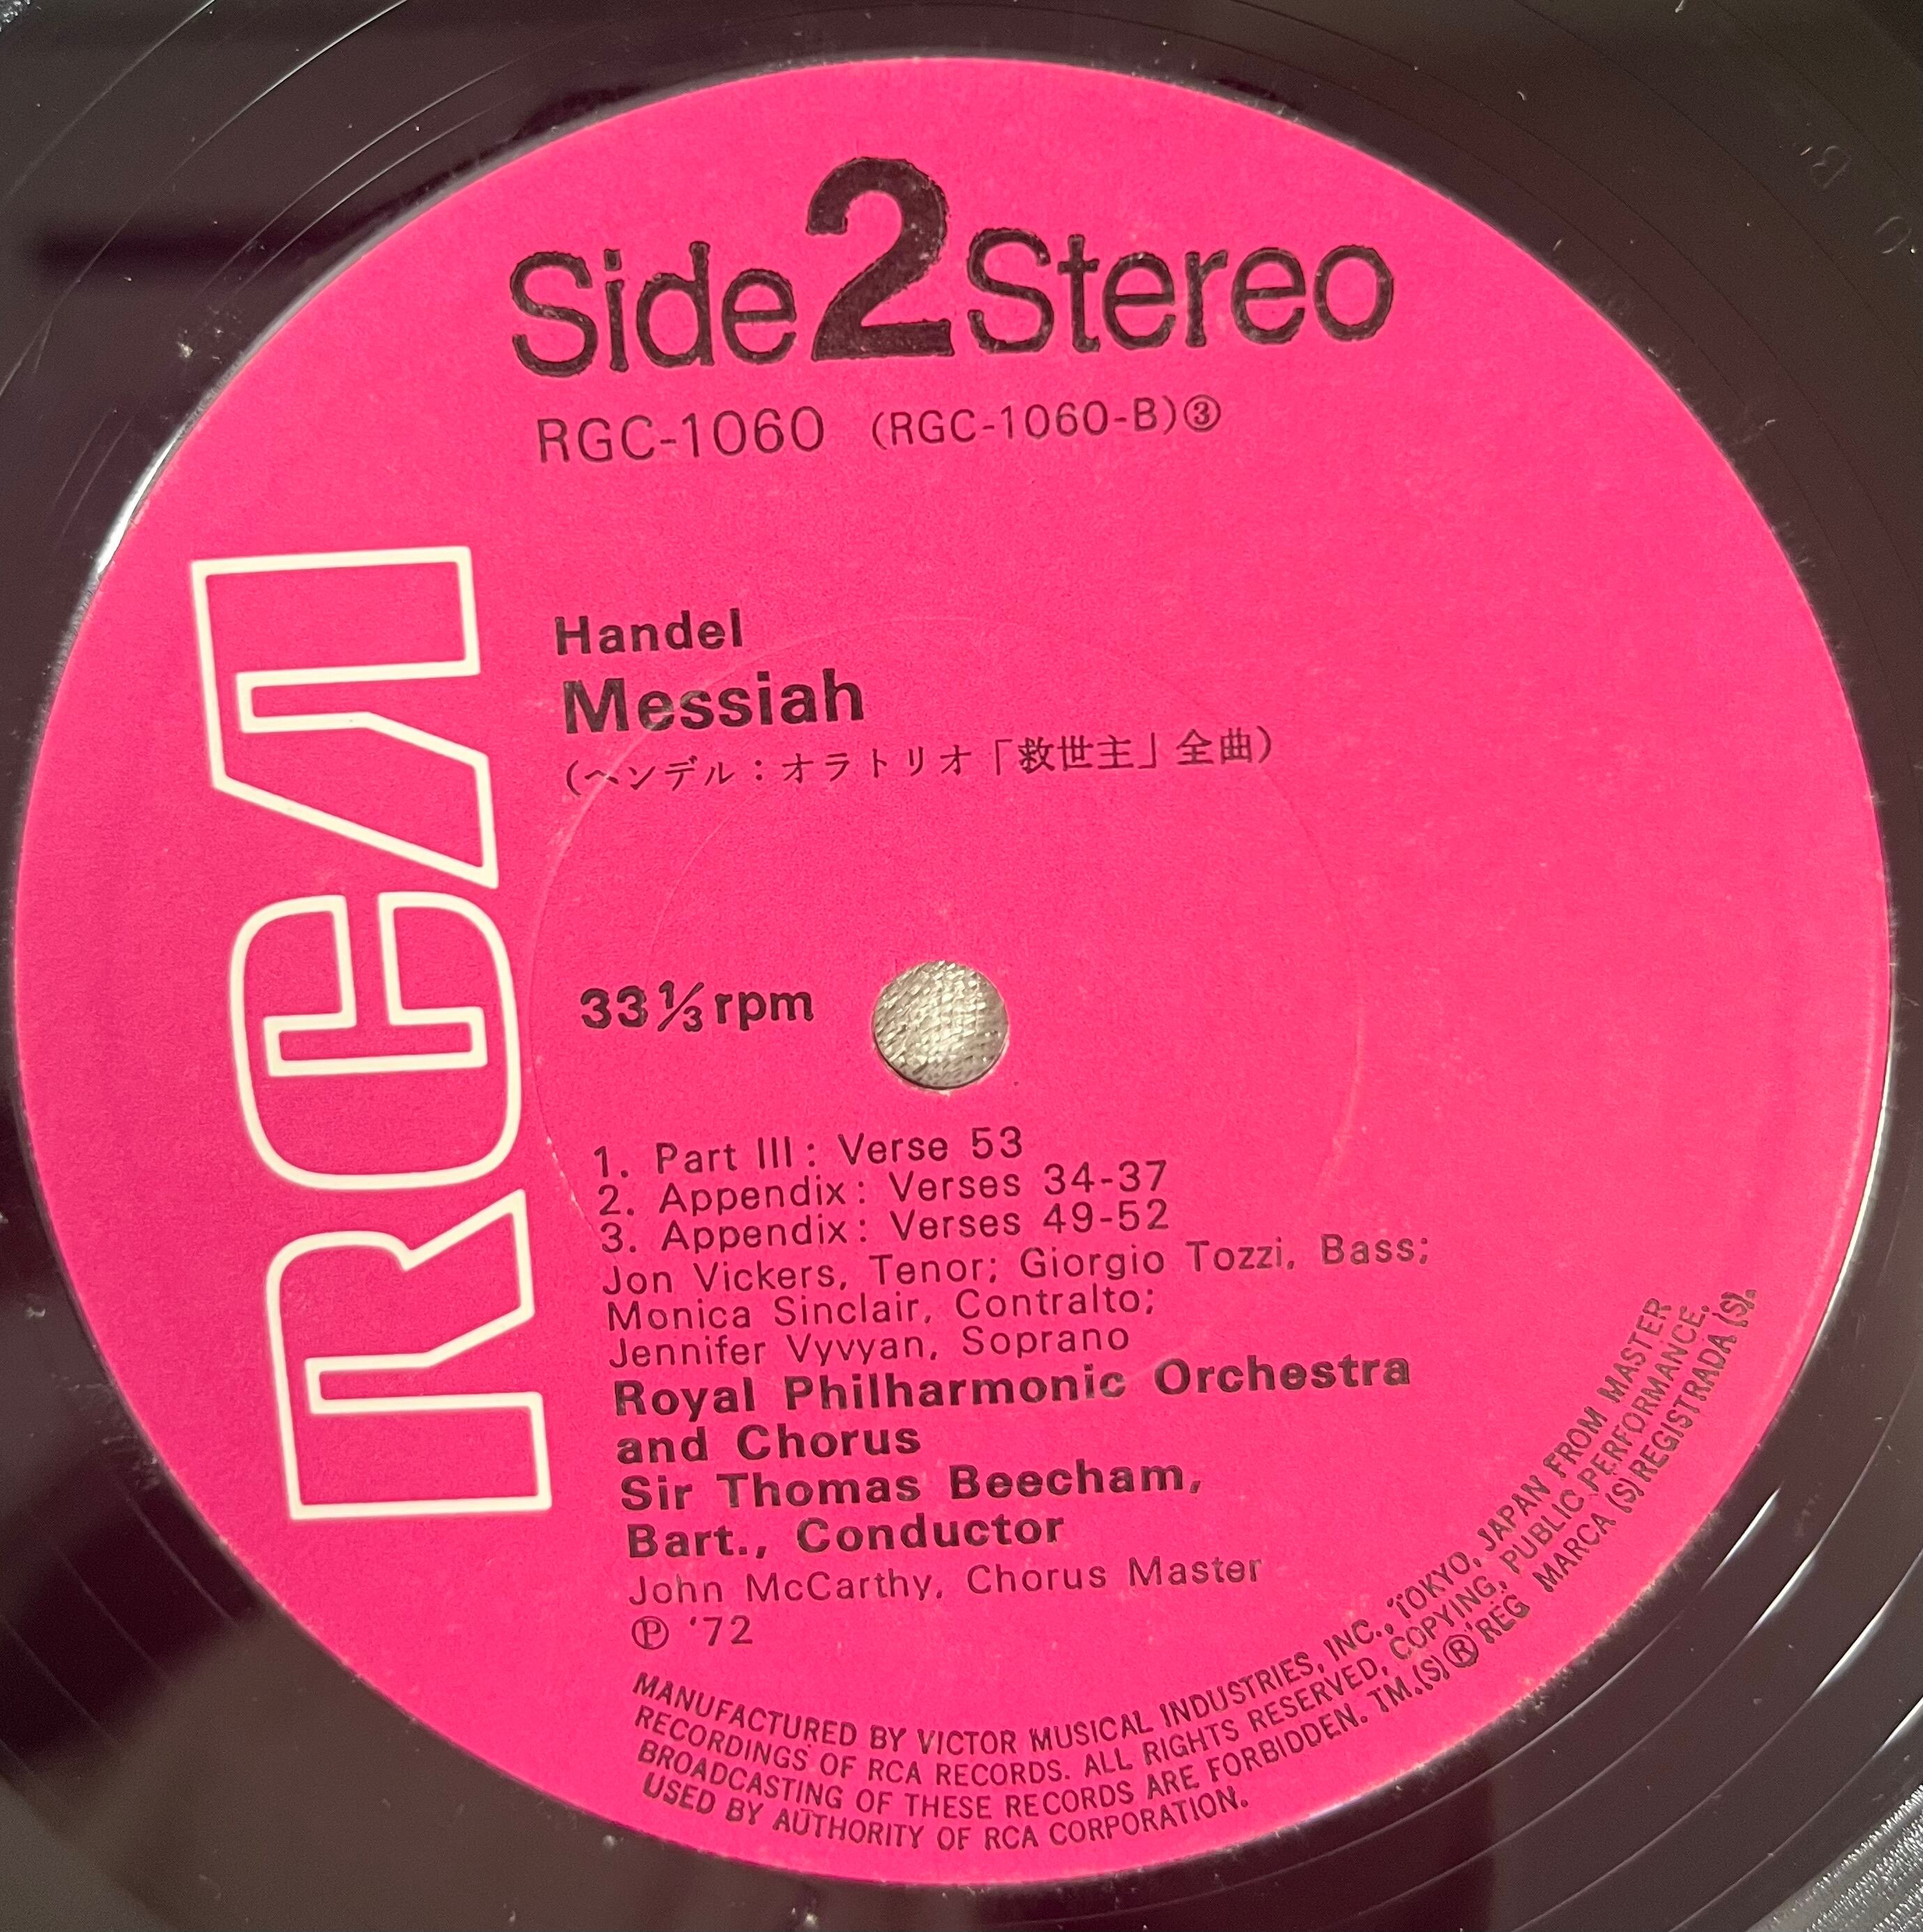 Side 2 Stereo
RGC-1060 (RGC-1060-B)③
RCA
Handel
Messiah
(ヘンデル：オラトリオ「救世主」全曲)
33 1/3 rpm
1. Part III: Verse 53
2. Appendix: Verses 34-37
3. Appendix: Verses 49-52
Jon Vickers, Tenor; Giorgio Tozzi, Bass;
Monica Sinclair, Contralto;
Jennifer Vyvyan, Soprano
Royal Philharmonic Orchestra
and Chorus
Sir Thomas Beecham,
Bart., Conductor
John McCarthy, Chorus Master
Ⓟ '72
MANUFACTURED BY VICTOR MUSICAL INDUSTRIES, INC., TOKYO, JAPAN FROM MASTER
RECORDINGS OF RCA RECORDS. ALL RIGHTS RESERVED, COPYING, PUBLIC PERFORMANCE,
BROADCASTING OF THESE RECORDS ARE FORBIDDEN. TM.(S)® REG MARCA (S) REGISTRADA (S).
USED BY AUTHORITY OF RCA CORPORATION.